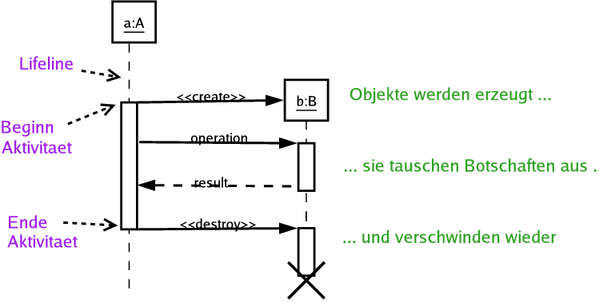 a:A
Lifeline
<<create>>
b:B
Objekte werden erzeugt ...
Beginn
Aktivitaet
operation
... sie tauschen Botschaften aus .
result
Ende
Aktivitaet
<<destroy>>
... und verschwinden wieder